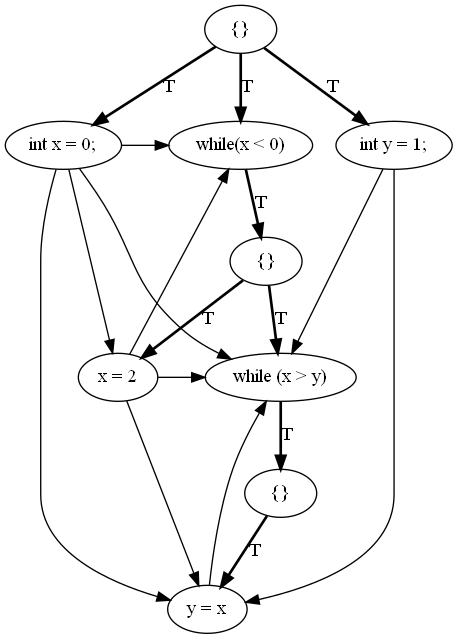 {}
T
T
T
int x = 0;
while(x < 0)
int y = 1;
T
{}
T
T
x = 2
while (x > y)
T
{}
T
y = x